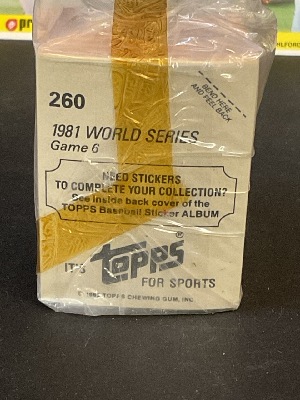 260
BEND HERE
AND PEEL BACK
1981 WORLD SERIES
Game 6
NEED STICKERS
TO COMPLETE YOUR COLLECTION?
See inside back cover of the
TOPPS Baseball Sticker ALBUM
IT'S topps®
FOR SPORTS
© 1982 TOPPS CHEWING GUM, INC.